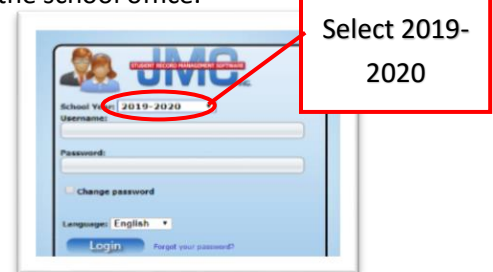 the school office.
Select 2019-
2020
STUDENT RECORD MANAGEMENT SOFTWARE
JMC
School Year: 2019-2020
Username:
Password:
Change password
Language: English
Login Forgot your password?